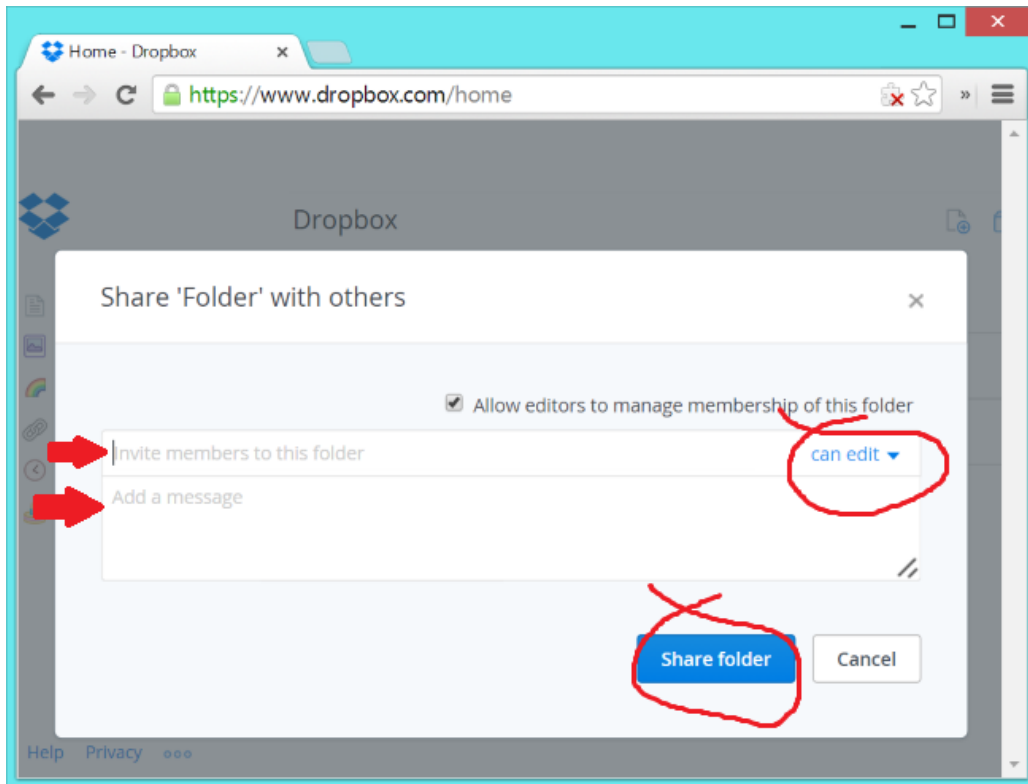 Home - Dropbox
https://www.dropbox.com/home
Dropbox
Share 'Folder' with others
Allow editors to manage membership of this folder
Invite members to this folder
can edit
Add a message
Share folder
Cancel
Help Privacy